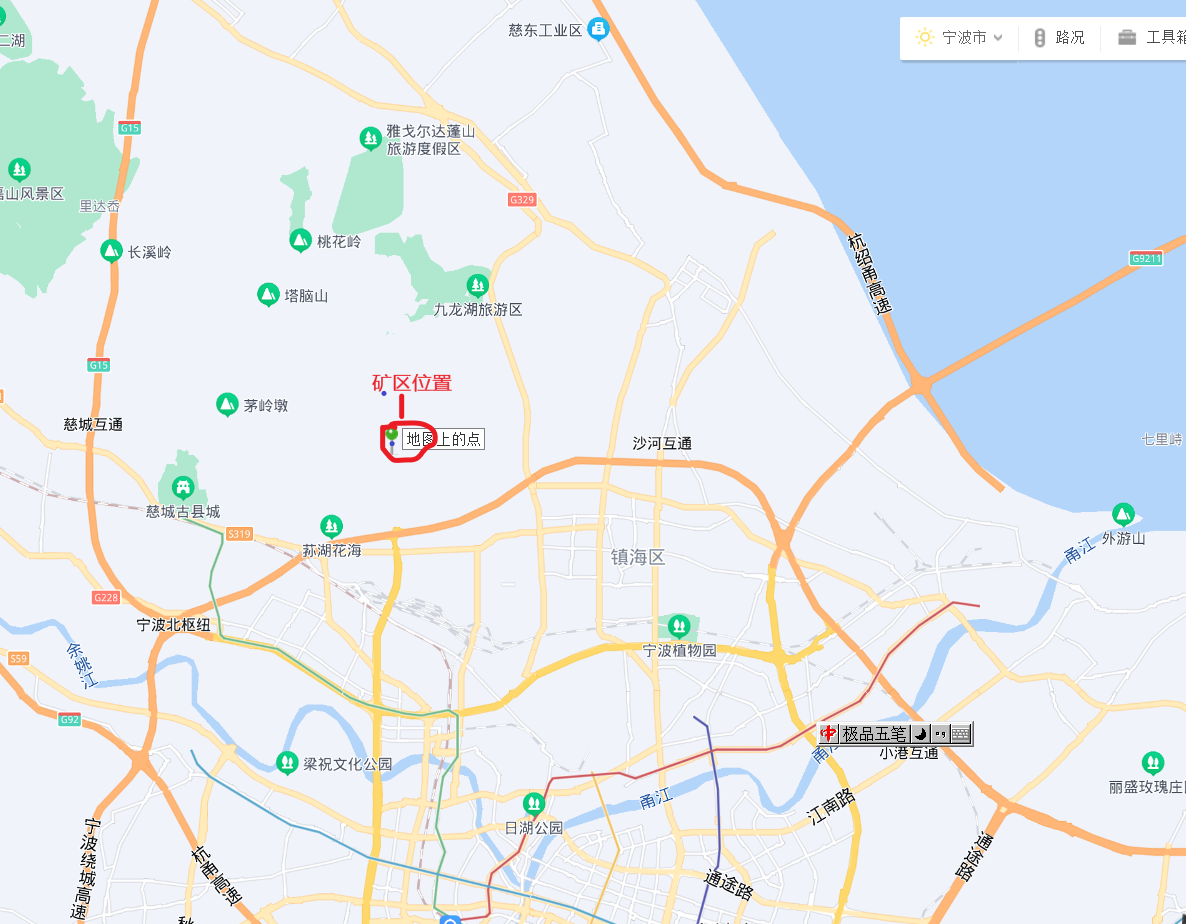 慈东工业区
宁波市
路况
工具箱
二湖
G15
雅戈尔达蓬山
旅游度假区
山风景区
里达岙
G329
长溪岭
桃花岭
杭绍甬高速
G9211
塔脑山
九龙湖旅游区
G15
矿区位置
茅岭墩
慈城互通
地图上的点
沙河互通
七里峙
慈城古县城
S319
荪湖花海
镇海区
甬江
外游山
G228
宁波北枢纽
余姚江
宁波植物园
S59
G92
中
极品五笔
甬江
小港互通
梁祝文化公园
丽盛玫瑰庄
甬江
江南路
日湖公园
宁波绕城高速
杭甬高速
通途路
通途路